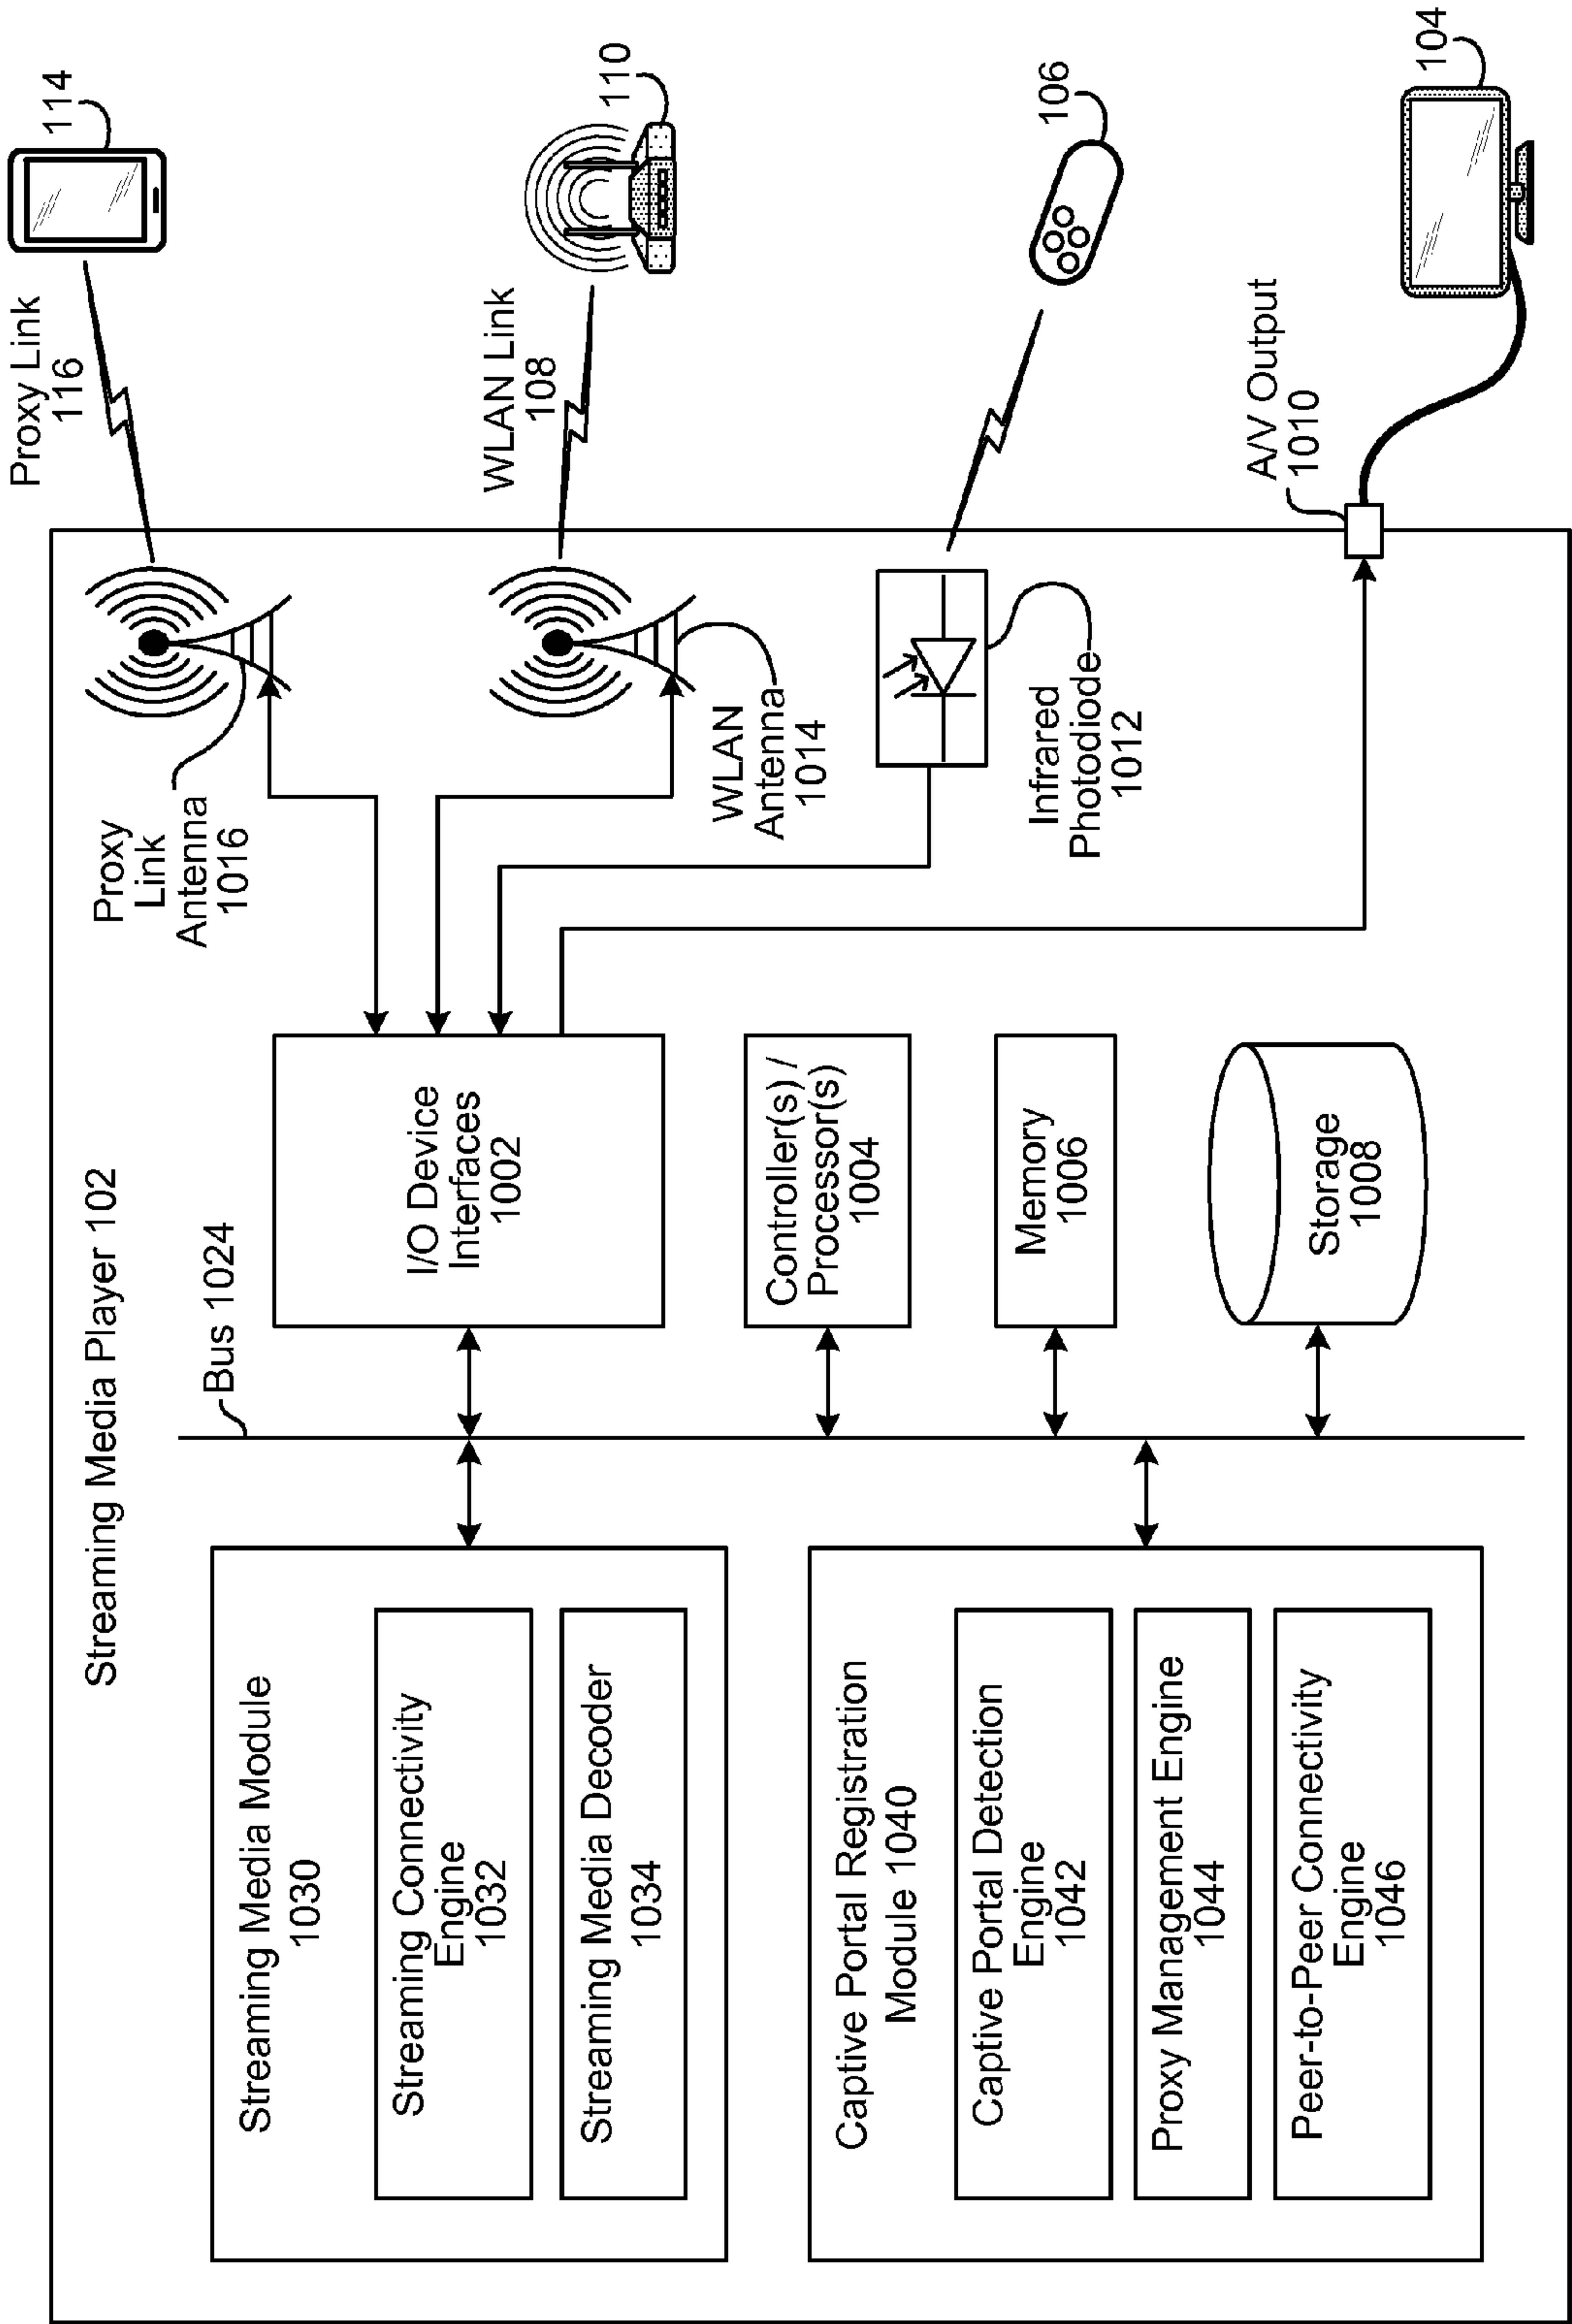 Streaming Media Player 102
Bus 1024
Streaming Media Module
1030
Streaming Connectivity
Engine
1032
Streaming Media Decoder
1034
Captive Portal Registration
Module 1040
Captive Portal Detection
Engine
1042
Proxy Management Engine
1044
Peer-to-Peer Connectivity
Engine
1046
I/O Device
Interfaces
1002
Controller(s) /
Processor(s)
1004
Memory
1006
Storage
1008
Proxy
Link
Antenna
1016
WLAN
Antenna
1014
Infrared
Photodiode
1012
A/V Output
1010
Proxy Link
116
WLAN Link
108
114
110
106
104